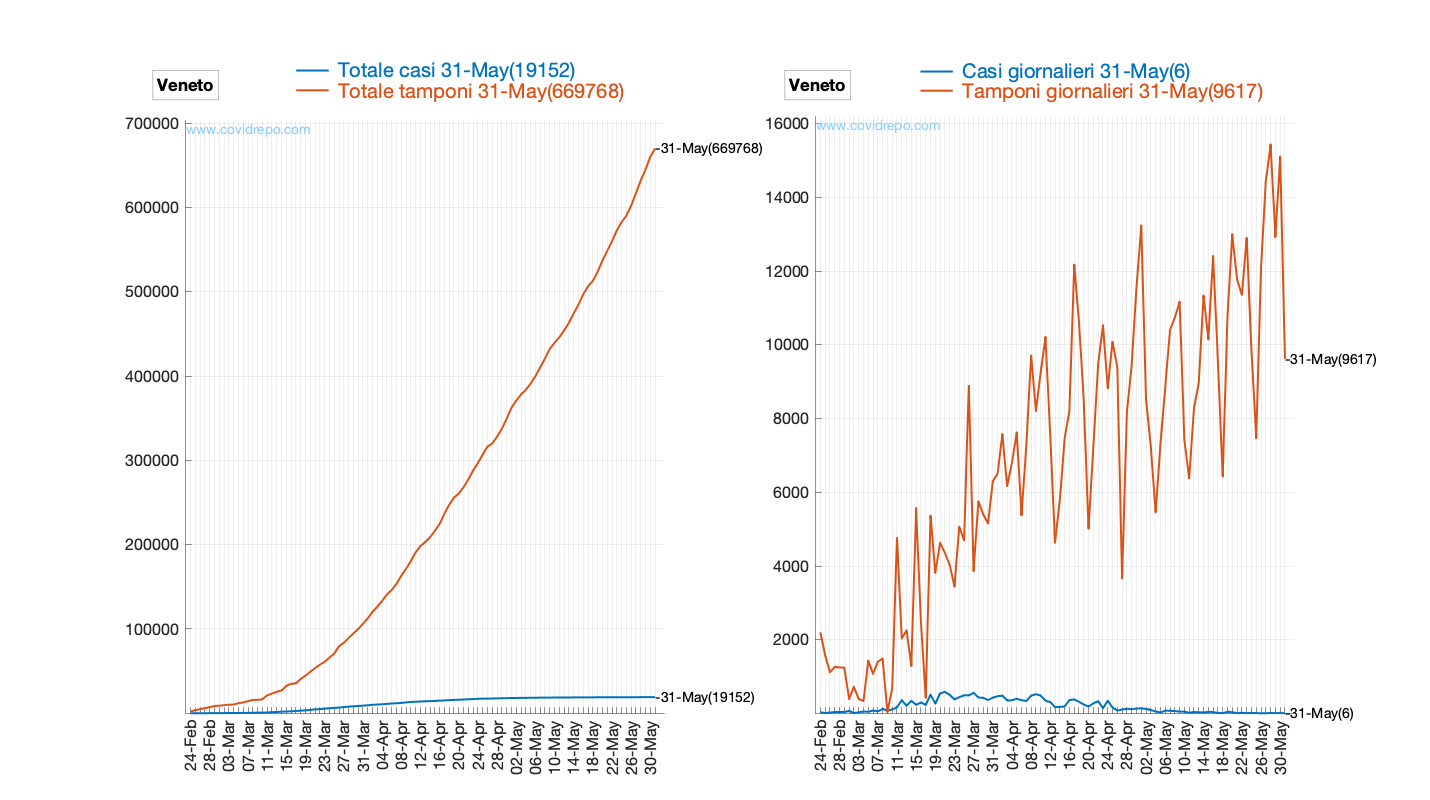 Veneto
Totale casi 31-May(19152)
Totale tamponi 31-May(669768)
www.covidrepo.com
700000
600000
500000
400000
300000
200000
100000
31-May(669768)
31-May(19152)
24-Feb
28-Feb
03-Mar
07-Mar
11-Mar
15-Mar
19-Mar
23-Mar
27-Mar
31-Mar
04-Apr
08-Apr
12-Apr
16-Apr
20-Apr
24-Apr
28-Apr
02-May
06-May
10-May
14-May
18-May
22-May
26-May
30-May
Veneto
Casi giornalieri 31-May(6)
Tamponi giornalieri 31-May(9617)
www.covidrepo.com
16000
14000
12000
10000
8000
6000
4000
2000
31-May(9617)
31-May(6)
24-Feb
28-Feb
03-Mar
07-Mar
11-Mar
15-Mar
19-Mar
23-Mar
27-Mar
31-Mar
04-Apr
08-Apr
12-Apr
16-Apr
20-Apr
24-Apr
28-Apr
02-May
06-May
10-May
14-May
18-May
22-May
26-May
30-May